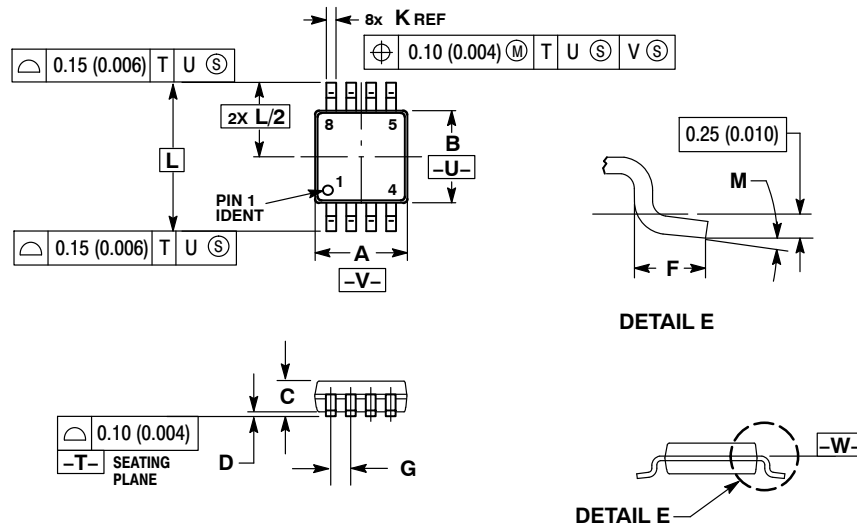 8x K REF
⌖ 0.10 (0.004) Ⓜ T U Ⓢ V Ⓢ
⌓ 0.15 (0.006) T U Ⓢ
2X L/2
8 5
B
–U–
L
PIN 1
IDENT
1
4
⌓ 0.15 (0.006) T U Ⓢ
A
–V–
0.25 (0.010)
M
F
DETAIL E
C
⌓ 0.10 (0.004)
–T– SEATING
PLANE
D
G
–W–
DETAIL E